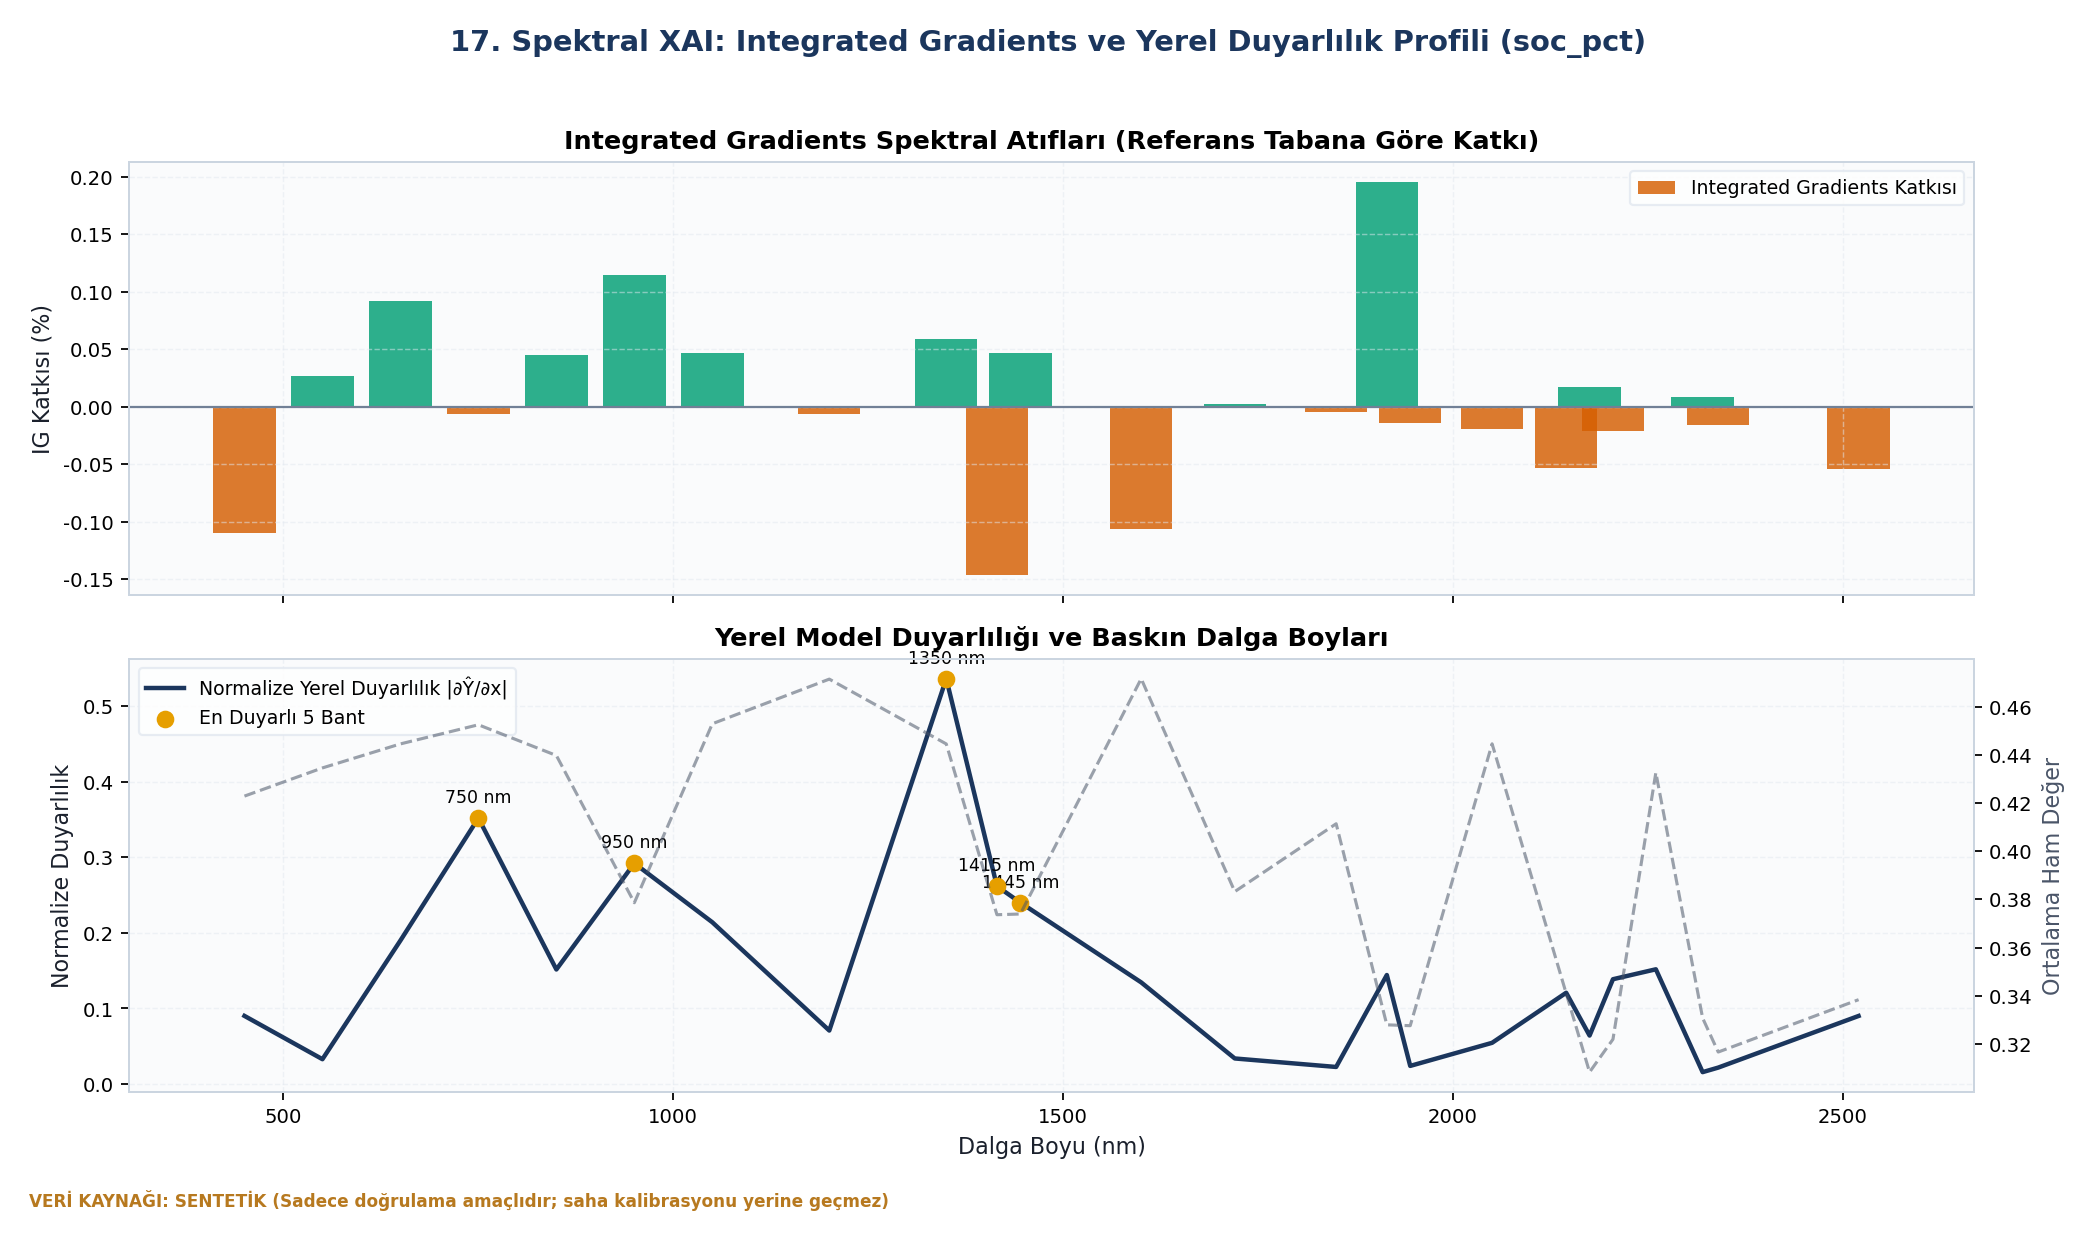 17. Spektral XAI: Integrated Gradients ve Yerel Duyarlılık Profili (soc_pct)
Integrated Gradients Spektral Atıfları (Referans Tabana Göre Katkı)
Integrated Gradients Katkısı
IG Katkısı (%)
0.20
0.15
0.10
0.05
0.00
-0.05
-0.10
-0.15
Yerel Model Duyarlılığı ve Baskın Dalga Boyları
Normalize Yerel Duyarlılık |∂Ŷ/∂x|
En Duyarlı 5 Bant
1350 nm
750 nm
950 nm
1415 nm
1445 nm
Normalize Duyarlılık
0.5
0.4
0.3
0.2
0.1
0.0
0.46
0.44
0.42
0.40
0.38
0.36
0.34
0.32
Ortalama Ham Değer
500
1000
1500
2000
2500
Dalga Boyu (nm)
VERİ KAYNAĞI: SENTETİK (Sadece doğrulama amaçlıdır; saha kalibrasyonu yerine geçmez)